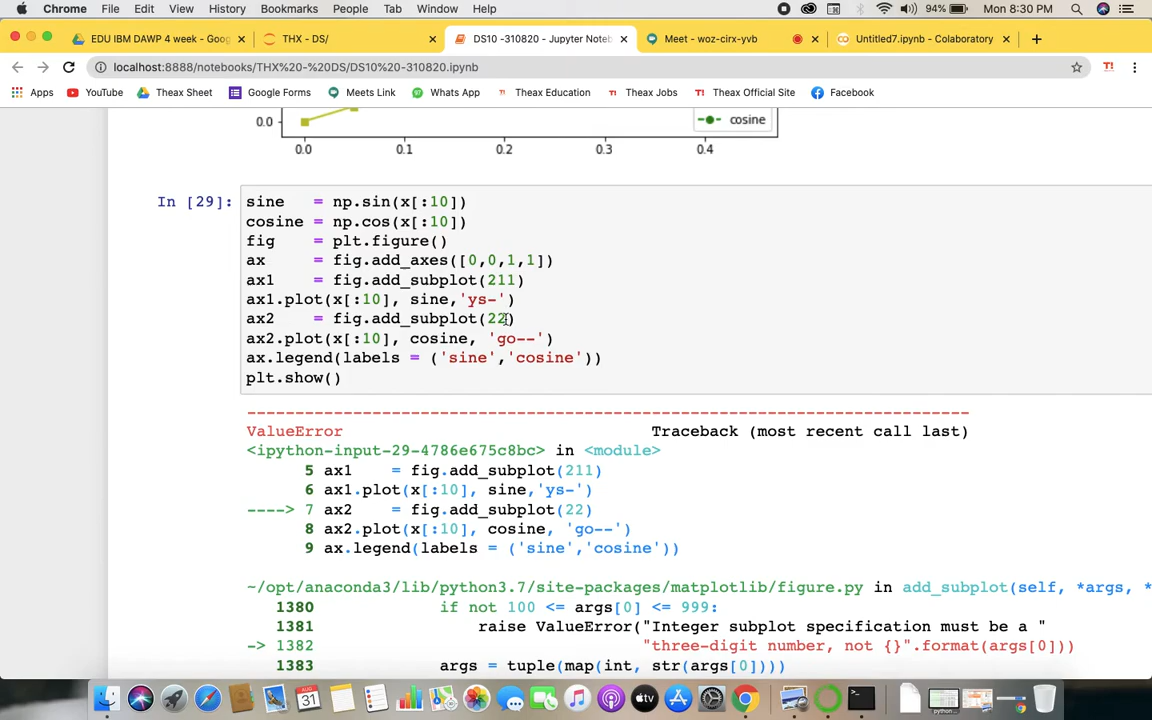 Chrome File Edit View History Bookmarks People Tab Window Help 94% Mon 8:30 PM
EDU IBM DAWP 4 week - Goog × THX - DS/ × DS10 -310820 - Jupyter Noteb × Meet - woz-cirx-yvb × Untitled7.ipynb - Colaboratory × +
localhost:8888/notebooks/THX%20-%20DS/DS10%20-310820.ipynb T!
Apps YouTube Theax Sheet Google Forms Meets Link Whats App T! Theax Education T! Theax Jobs T! Theax Official Site Facebook
0.0 cosine
0.0 0.1 0.2 0.3 0.4
In [29]: sine = np.sin(x[:10])
cosine = np.cos(x[:10])
fig = plt.figure()
ax = fig.add_axes([0,0,1,1])
ax1 = fig.add_subplot(211)
ax1.plot(x[:10], sine,'ys-')
ax2 = fig.add_subplot(22)
ax2.plot(x[:10], cosine, 'go--')
ax.legend(labels = ('sine','cosine'))
plt.show()
---------------------------------------------------------------------------
ValueError Traceback (most recent call last)
<ipython-input-29-4786e675c8bc> in <module>
5 ax1 = fig.add_subplot(211)
6 ax1.plot(x[:10], sine,'ys-')
----> 7 ax2 = fig.add_subplot(22)
8 ax2.plot(x[:10], cosine, 'go--')
9 ax.legend(labels = ('sine','cosine'))
~/opt/anaconda3/lib/python3.7/site-packages/matplotlib/figure.py in add_subplot(self, *args, *
1380 if not 100 <= args[0] <= 999:
1381 raise ValueError("Integer subplot specification must be a "
-> 1382 "three-digit number, not {}".format(args[0]))
1383 args = tuple(map(int, str(args[0])))
AUG
31
tv